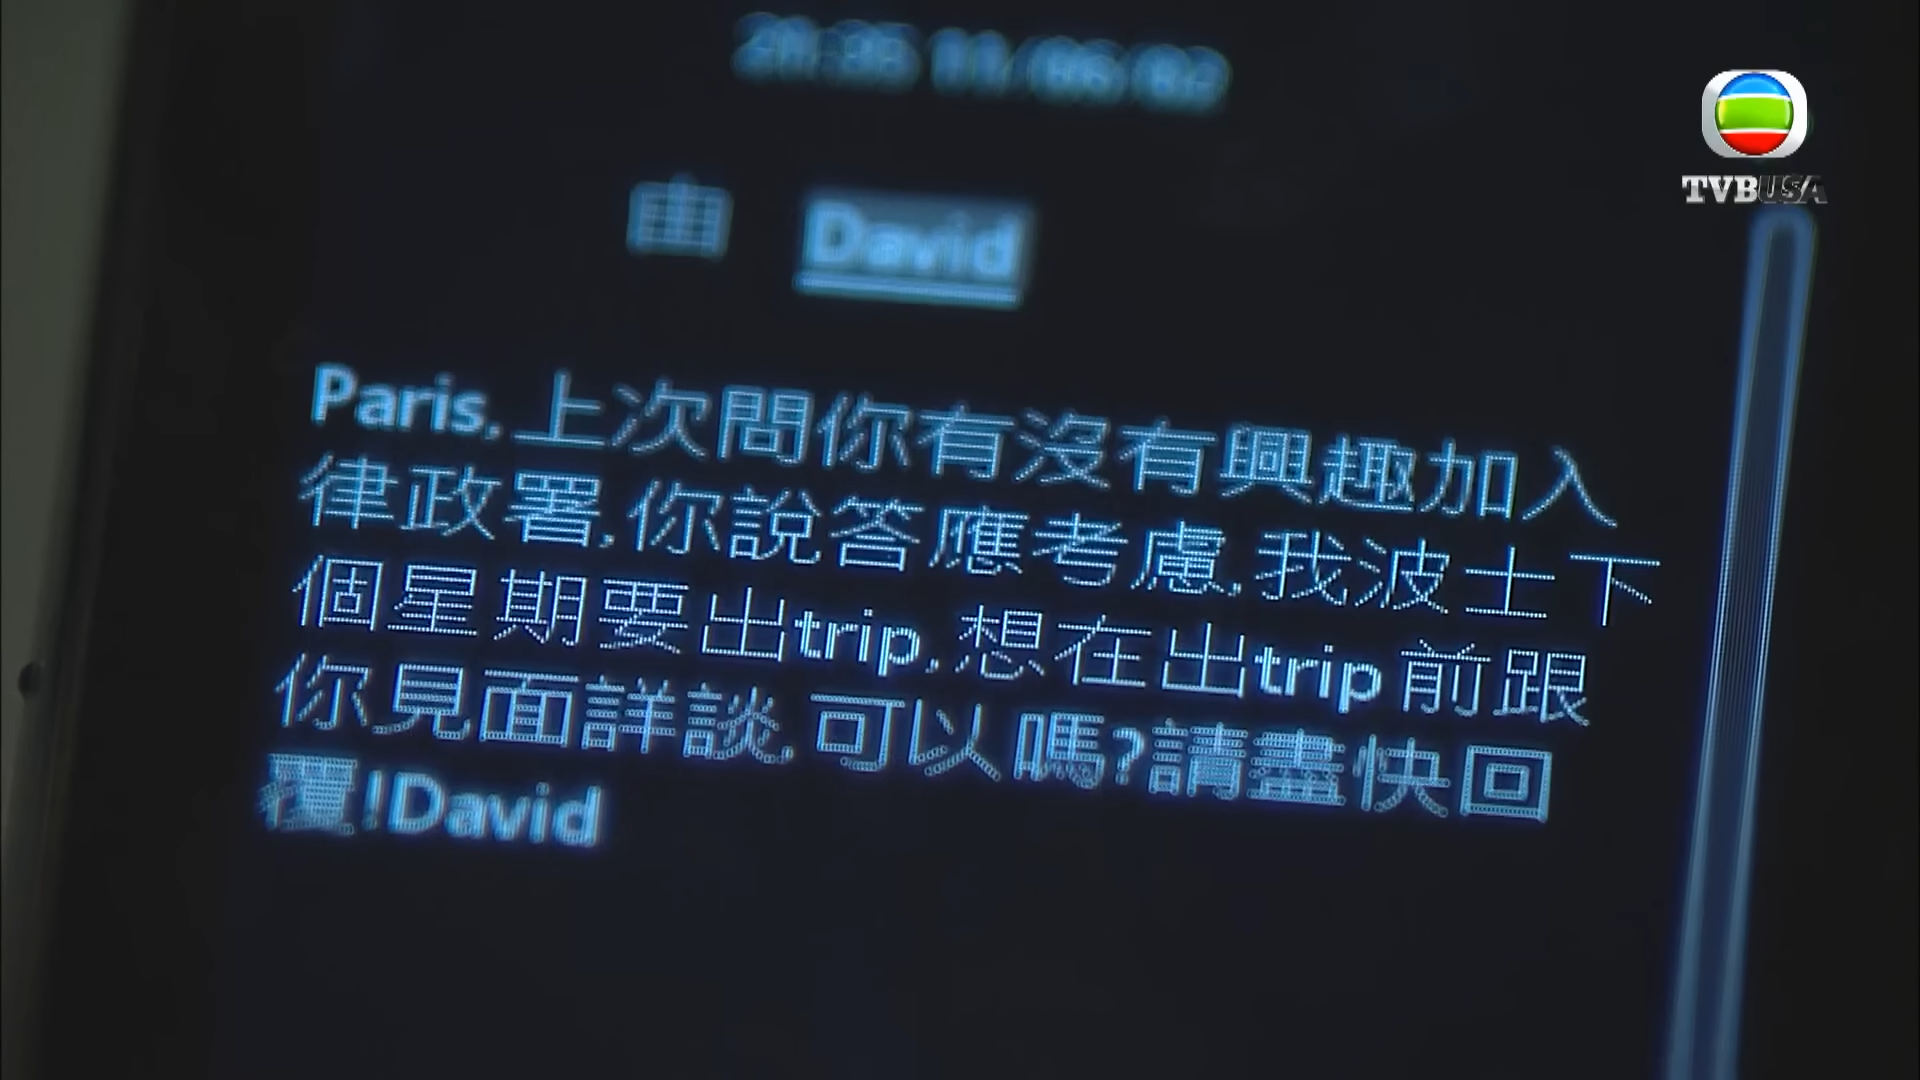 由 David
Paris, 上次問你有沒有興趣加入
律政署, 你說答應考慮, 我波士下
個星期要出trip, 想在出trip前跟
你見面詳談, 可以嗎?請盡快回
覆!David
TVBUSA